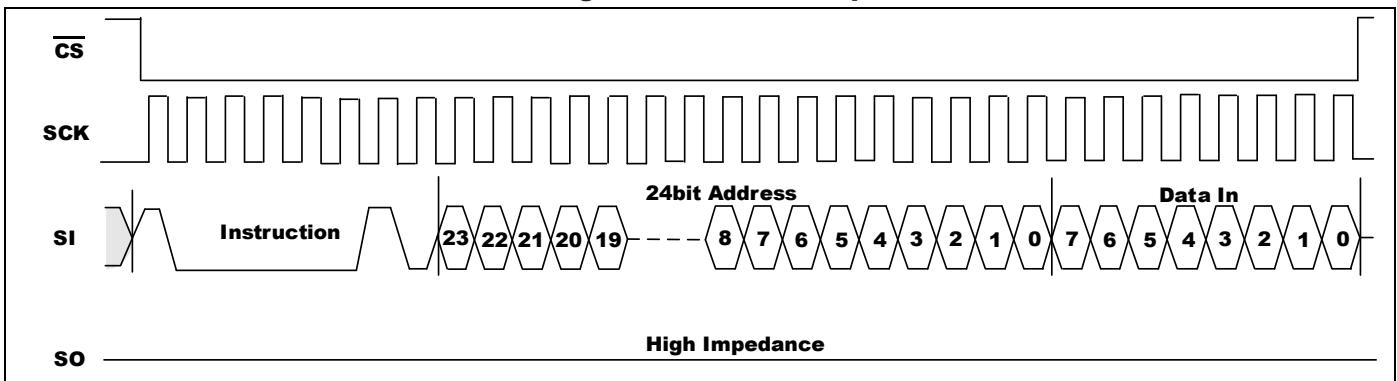 CS
SCK
24bit Address
Data In
SI
Instruction
23 22 21 20 19 8 7 6 5 4 3 2 1 0 7 6 5 4 3 2 1 0
High Impedance
SO